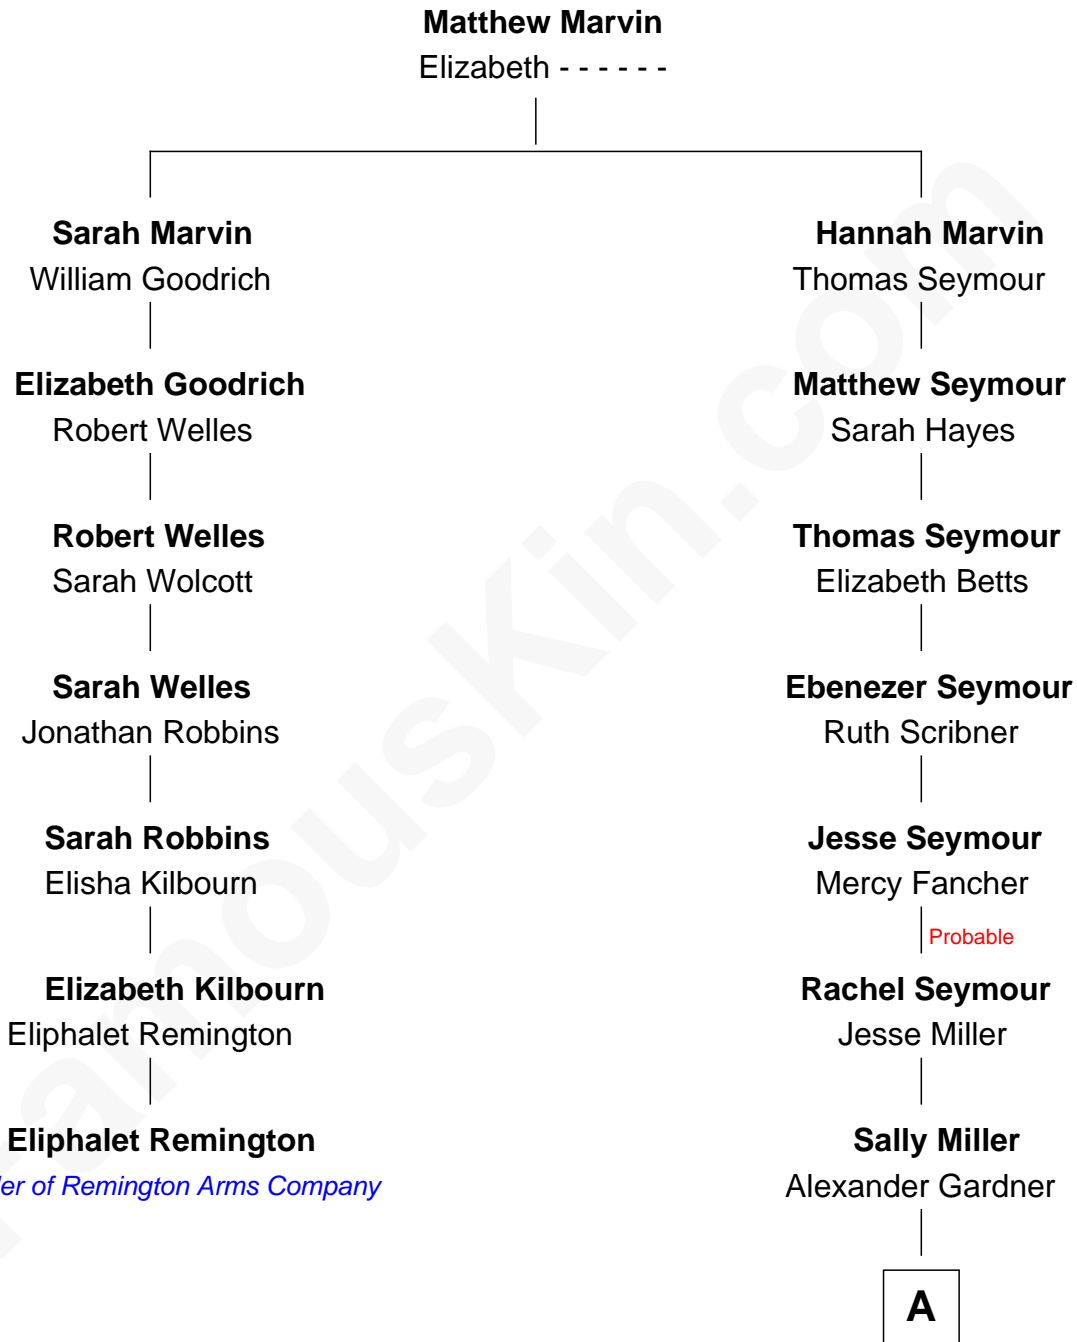 Matthew Marvin
Elizabeth - - - - - -
Sarah Marvin
William Goodrich
Hannah Marvin
Thomas Seymour
Elizabeth Goodrich
Robert Welles
Matthew Seymour
Sarah Hayes
Robert Welles
Sarah Wolcott
Thomas Seymour
Elizabeth Betts
Sarah Welles
Jonathan Robbins
Ebenezer Seymour
Ruth Scribner
Sarah Robbins
Elisha Kilbourn
Jesse Seymour
Mercy Fancher
Probable
Elizabeth Kilbourn
Eliphalet Remington
Rachel Seymour
Jesse Miller
Eliphalet Remington
of Remington Arms Company
Sally Miller
Alexander Gardner
A
FamousKin.com